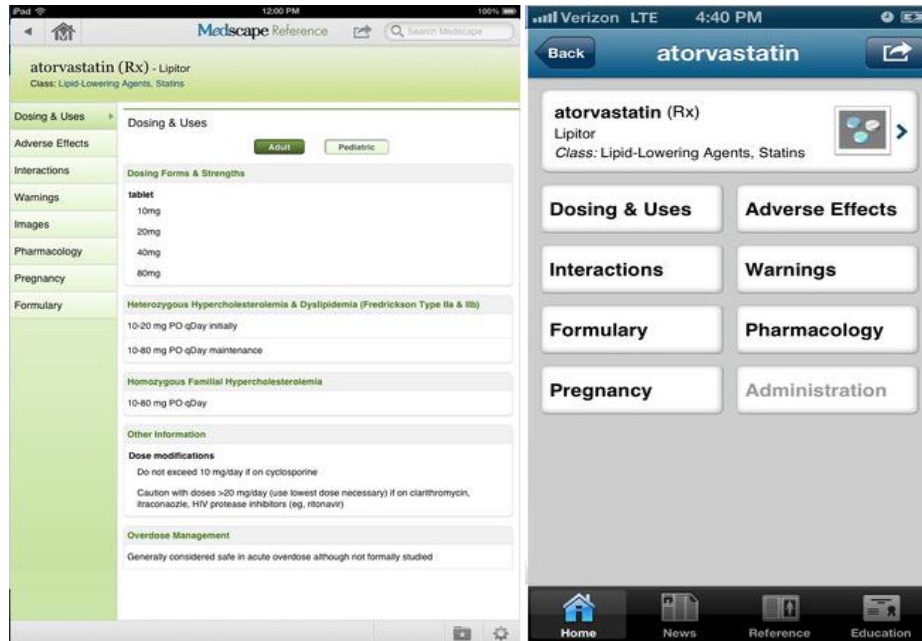 iPad 12:00 PM 100%
Medscape Reference Search Medscape
atorvastatin (Rx) - Lipitor
Class: Lipid-Lowering Agents, Statins
Dosing & Uses
Adverse Effects
Interactions
Warnings
Images
Pharmacology
Pregnancy
Formulary
Dosing & Uses
Adult Pediatric
Dosing Forms & Strengths
tablet
10mg
20mg
40mg
80mg
Heterozygous Hypercholesterolemia & Dyslipidemia (Fredrickson Type IIa & IIb)
10-20 mg PO qDay initially
10-80 mg PO qDay maintenance
Homozygous Familial Hypercholesterolemia
10-80 mg PO qDay
Other Information
Dose modifications
Do not exceed 10 mg/day if on cyclosporine
Caution with doses >20 mg/day (use lowest dose necessary) if on clarithromycin,
itraconaozle, HIV protease inhibitors (eg, ritonavir)
Overdose Management
Generally considered safe in acute overdose although not formally studied
Verizon LTE 4:40 PM
Back atorvastatin
atorvastatin (Rx)
Lipitor
Class: Lipid-Lowering Agents, Statins
Dosing & Uses Adverse Effects
Interactions Warnings
Formulary Pharmacology
Pregnancy Administration
Home News Reference Education